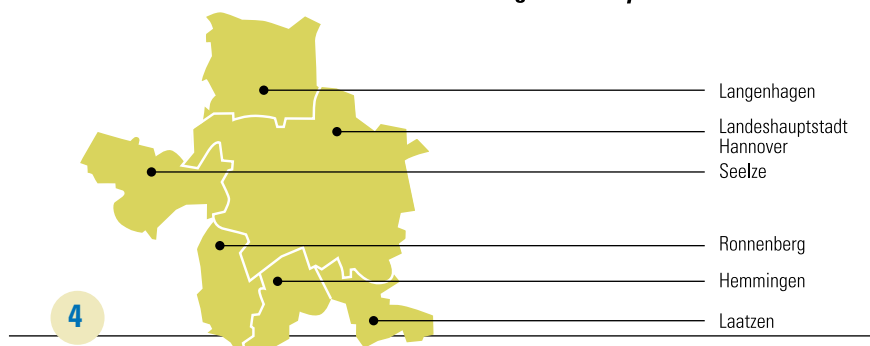 Langenhagen
Landeshauptstadt
Hannover
Seelze
Ronnenberg
Hemmingen
Laatzen
4